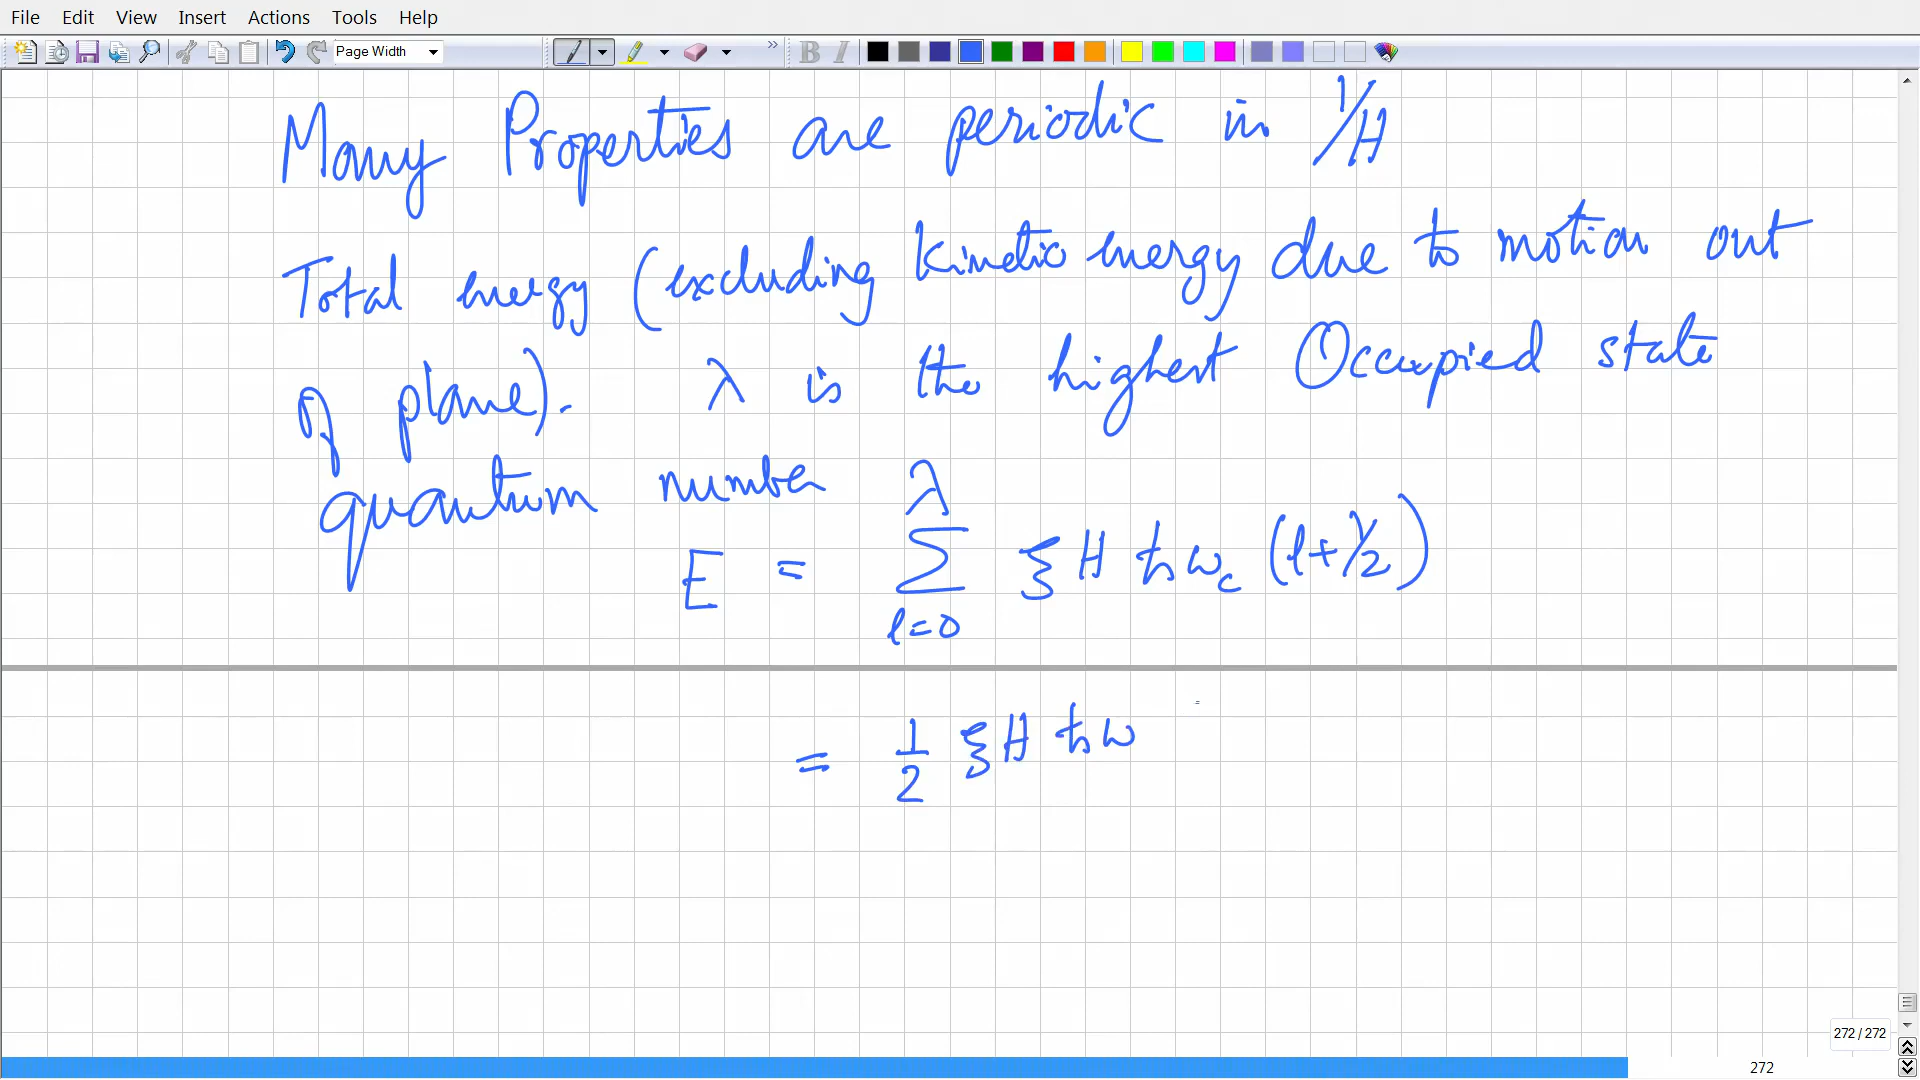 File Edit View Insert Actions Tools Help
Page Width
Many Properties are periodic in 1/H
Total energy (excluding kinetic energy due to motion out
of plane). λ is the highest Occupied state
quantum number
E = Σ_{l=0}^{λ} ξH ħω_c (l+1/2)
= 1/2 ξH ħω
272 / 272
272